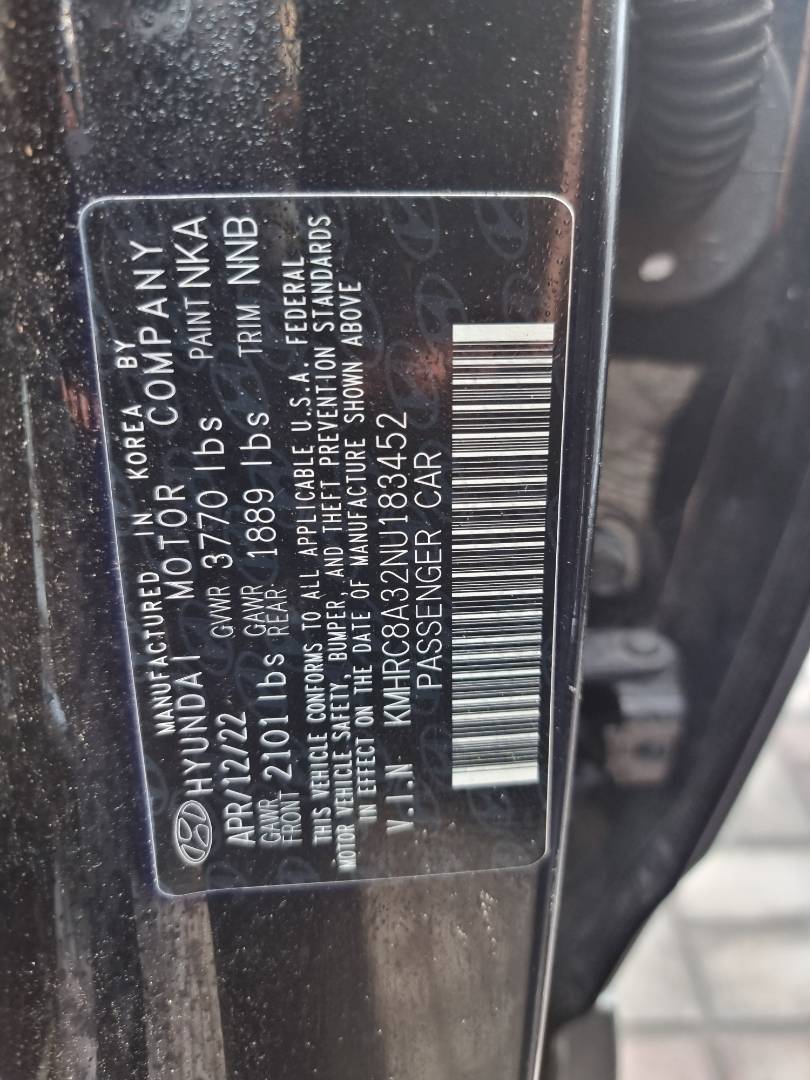 MANUFACTURED IN KOREA BY
HYUNDAI MOTOR COMPANY
APR/12/22 GVWR 3770 lbs PAINT NKA
GAWR FRONT 2101 lbs GAWR REAR 1889 lbs TRIM NNB
THIS VEHICLE CONFORMS TO ALL APPLICABLE U.S.A. FEDERAL
MOTOR VEHICLE SAFETY, BUMPER, AND THEFT PREVENTION STANDARDS
IN EFFECT ON THE DATE OF MANUFACTURE SHOWN ABOVE
V.I.N KMHRC8A32NU183452
PASSENGER CAR